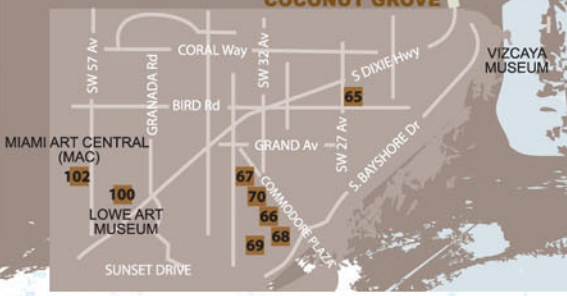 COCONUT GROVE
SW 57 Av
CORAL Way
SW 32 Av
S DIXIE Hwy
VIZCAYA
MUSEUM
GRANADA Rd
65
BIRD Rd
MIAMI ART CENTRAL
(MAC)
GRAND Av
SW 27 Av
S. BAYSHORE Dr
102
100
67
70
COMMODORE PLAZA
LOWE ART
MUSEUM
66
68
69
SUNSET DRIVE